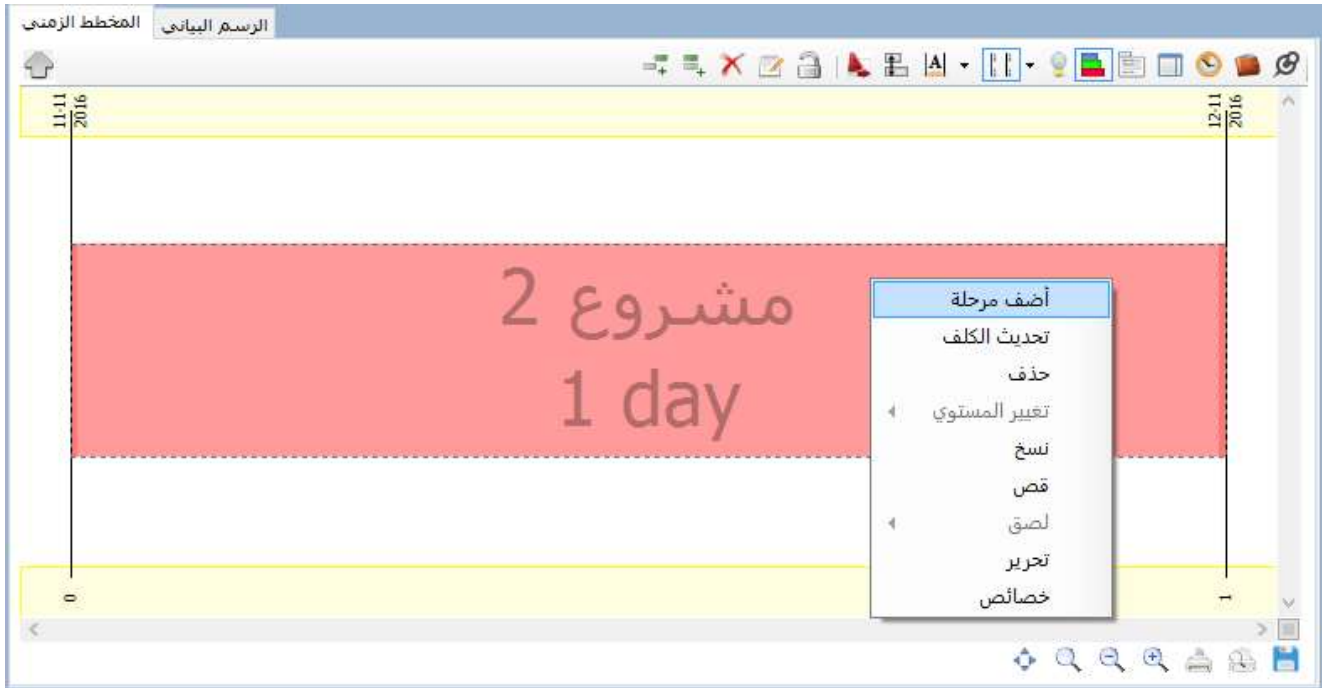 الرسم البياني
المخطط الزمني
A
11-11
2016
12-11
2016
مشروع 2
1 day
أضف مرحلة
تحديث الكلف
حذف
تغيير المستوي
نسخ
قص
لصق
تحرير
خصائص
0
1